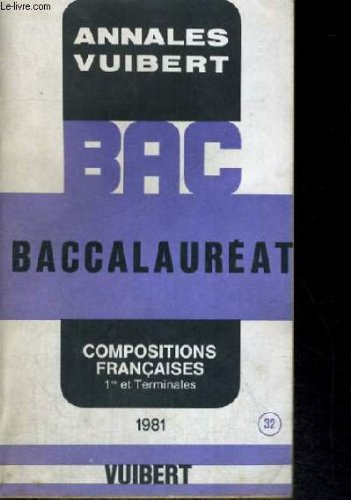 Le-livre.com
ANNALES
VUIBERT
BAC
BACCALAURÉAT
COMPOSITIONS
FRANÇAISES
1re et Terminales
1981
32
VUIBERT